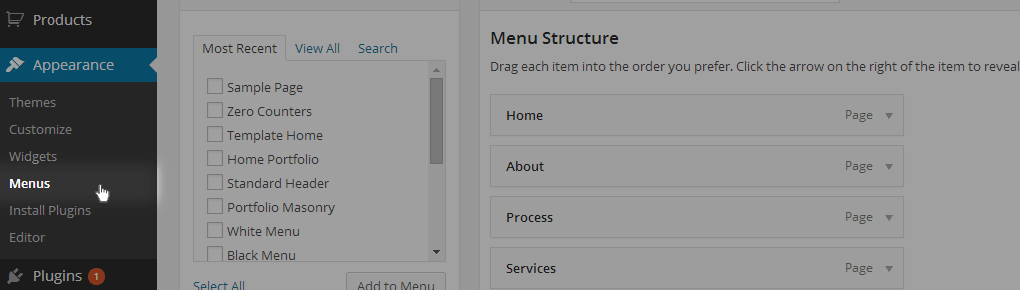 Products
Appearance
Themes
Customize
Widgets
Menus
Install Plugins
Editor
Plugins 1
Most Recent View All Search
Sample Page
Zero Counters
Template Home
Home Portfolio
Standard Header
Portfolio Masonry
White Menu
Black Menu
Select All Add to Menu
Menu Structure
Drag each item into the order you prefer. Click the arrow on the right of the item to reveal
Home Page
About Page
Process Page
Services Page